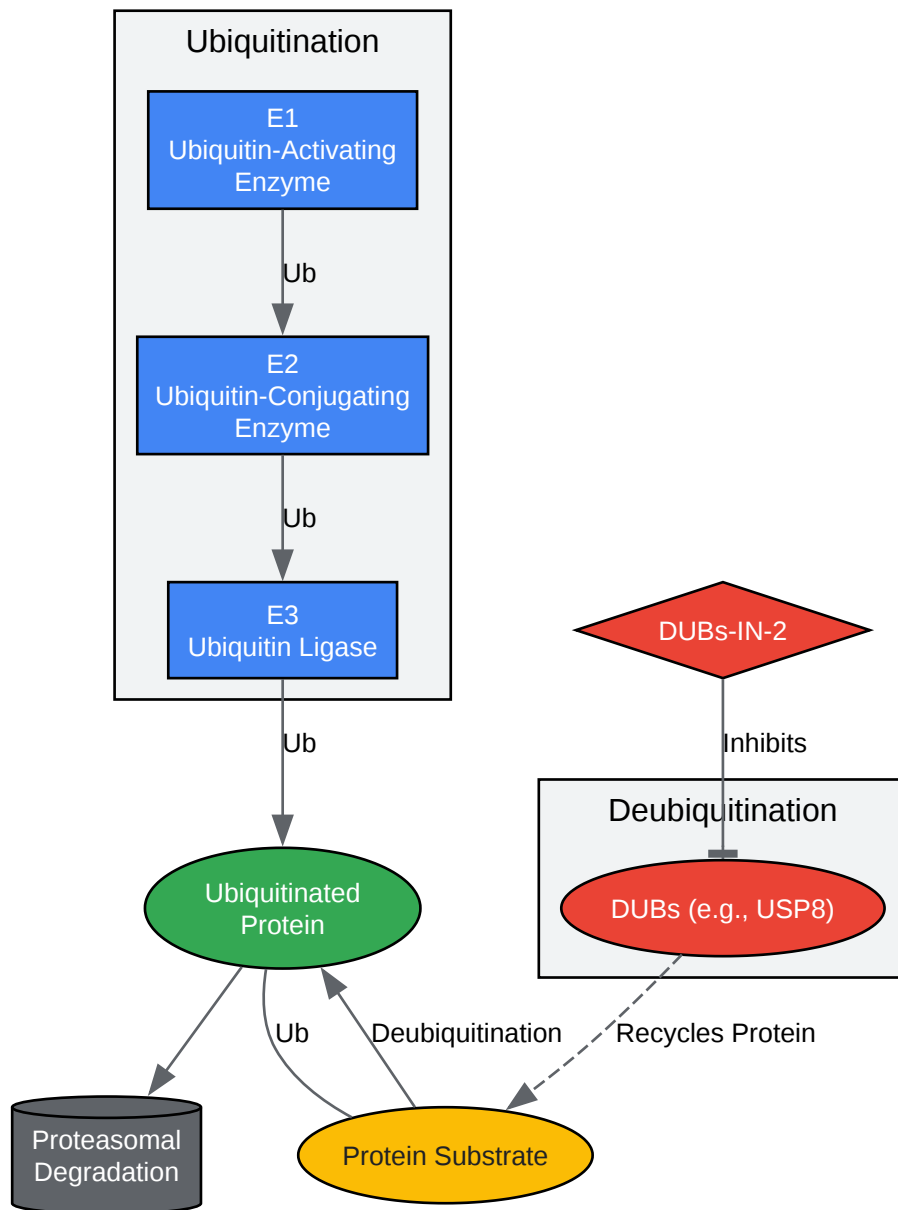 Ubiquitination
E1
Ubiquitin-Activating
Enzyme
Ub
E2
Ubiquitin-Conjugating
Enzyme
Ub
E3
Ubiquitin Ligase
DUBs-IN-2
Ub
Inhibits
Deubiquitination
Ubiquitinated
Protein
DUBs (e.g., USP8)
Ub
Deubiquitination
Recycles Protein
Proteasomal
Degradation
Protein Substrate